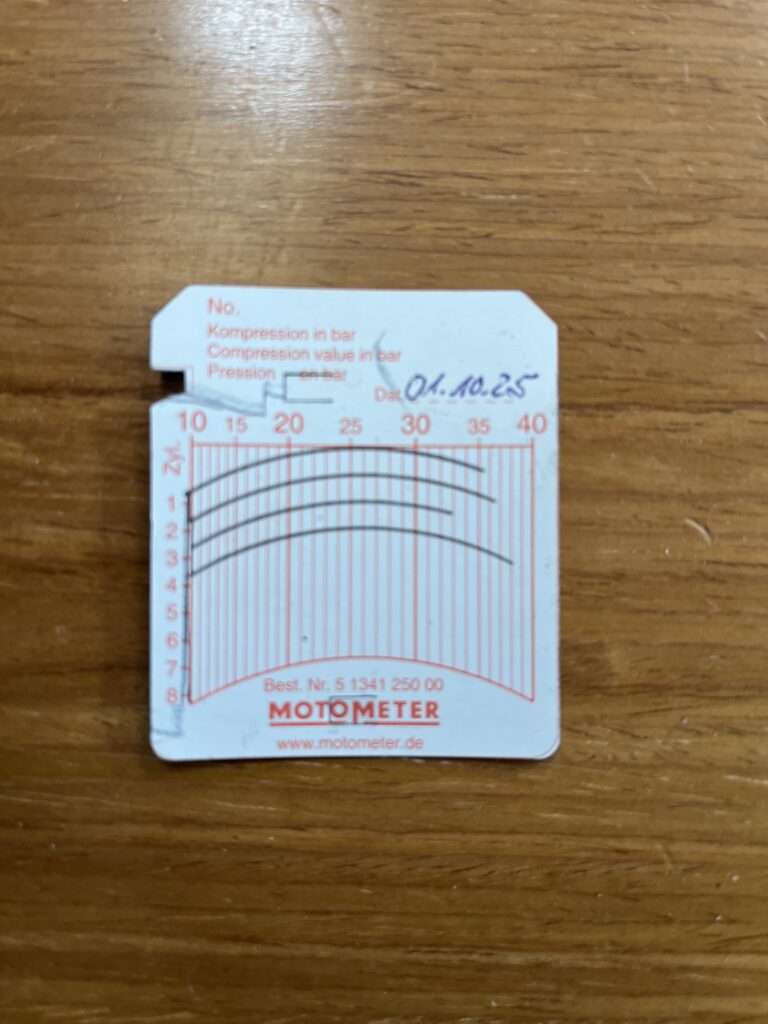 No.
Kompression in bar
Compression value in bar
Pression en bar
Dat. 01.10.25
10 15 20 25 30 35 40
Zyl.
1
2
3
4
5
6
7
8
Best. Nr. 5 1341 250 00
MOTOMETER
www.motometer.de